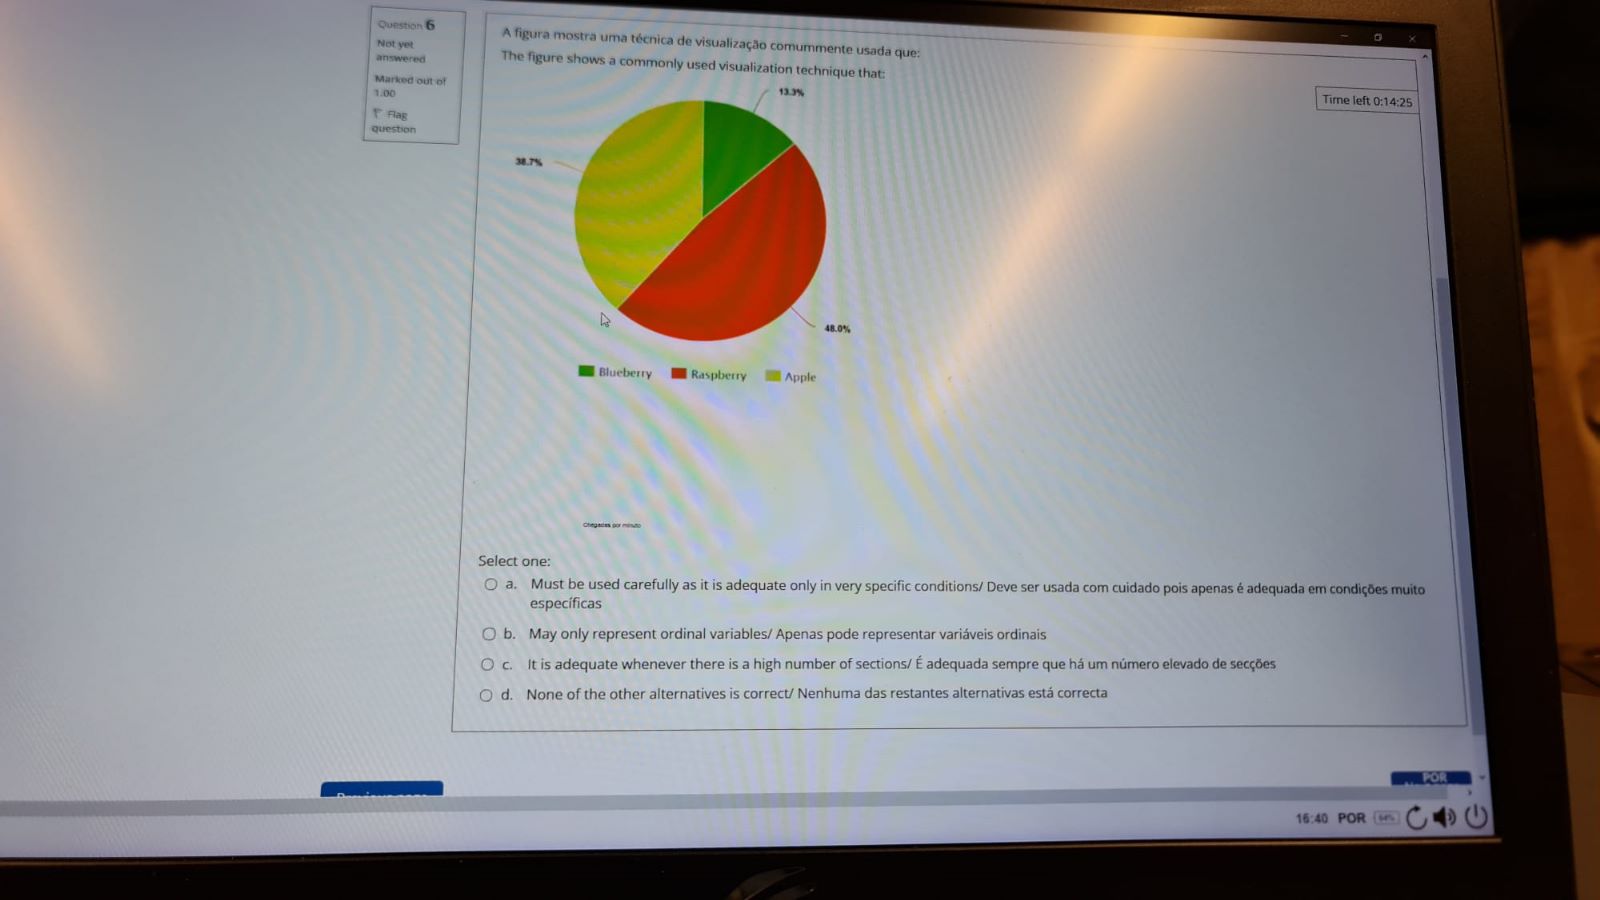 Question 6
Not yet
answered
Marked out of
1.00
Flag
question
A figura mostra uma técnica de visualização comummente usada que:
The figure shows a commonly used visualization technique that:
Time left 0:14:25
13.3%
38.7%
48.0%
Blueberry Raspberry Apple
Chegadas por minuto
Select one:
a. Must be used carefully as it is adequate only in very specific conditions/ Deve ser usada com cuidado pois apenas é adequada em condições muito
específicas
b. May only represent ordinal variables/ Apenas pode representar variáveis ordinais
c. It is adequate whenever there is a high number of sections/ É adequada sempre que há um número elevado de secções
d. None of the other alternatives is correct/ Nenhuma das restantes alternativas está correcta
POR
16:40 POR